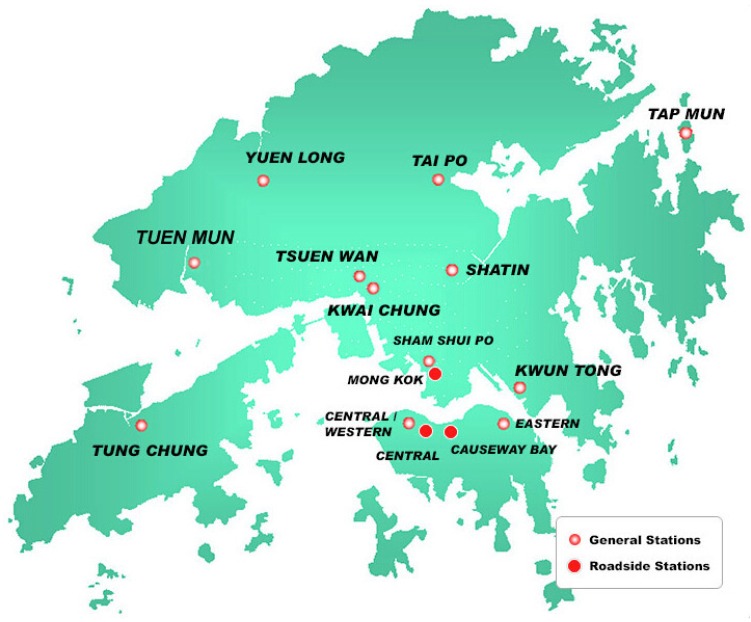 TAP MUN
YUEN LONG
TAI PO
TUEN MUN
TSUEN WAN
SHATIN
KWAI CHUNG
SHAM SHUI PO
MONG KOK
KWUN TONG
CENTRAL /
WESTERN
EASTERN
TUNG CHUNG
CENTRAL
CAUSEWAY BAY
General Stations
Roadside Stations